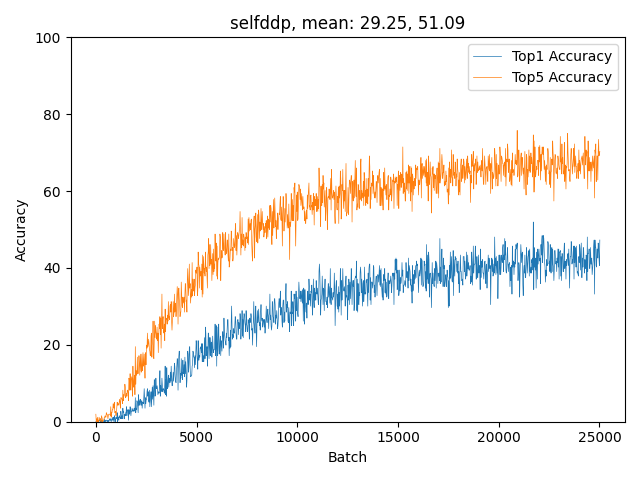 selfddp, mean: 29.25, 51.09
100
80
60
40
20
0
Accuracy
Top1 Accuracy
Top5 Accuracy
0 5000 10000 15000 20000 25000
Batch